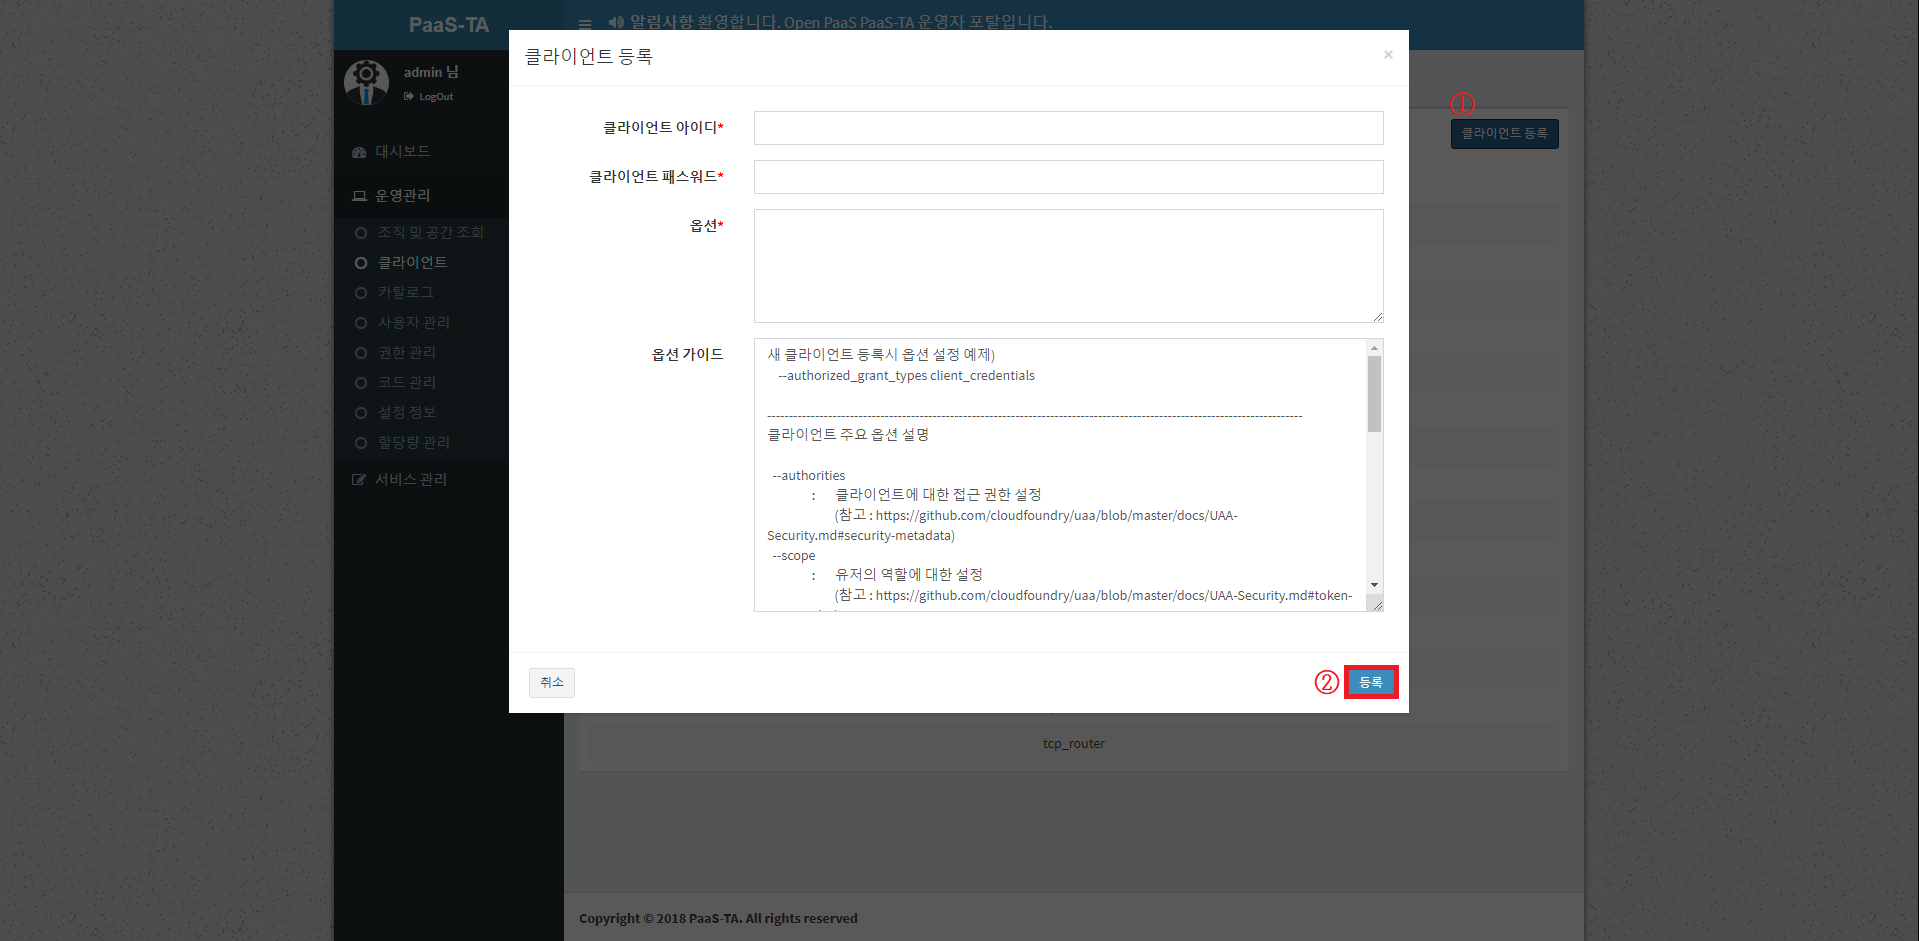 PaaS-TA
알림사항 환영합니다. Open PaaS PaaS-TA 운영자 포탈입니다.
admin 님
LogOut
대시보드
운영관리
조직 및 공간 조회
클라이언트
카탈로그
사용자 관리
권한 관리
코드 관리
설정 정보
할당량 관리
서비스 관리
①
클라이언트 등록
클라이언트 등록
×
클라이언트 아이디*
클라이언트 패스워드*
옵션*
옵션 가이드
새 클라이언트 등록시 옵션 설정 예제)
--authorized_grant_types client_credentials
------------------------------------------------------------------------------------------------------------------------
클라이언트 주요 옵션 설명
--authorities
: 클라이언트에 대한 접근 권한 설정
(참고 : https://github.com/cloudfoundry/uaa/blob/master/docs/UAA-
Security.md#security-metadata)
--scope
: 유저의 역할에 대한 설정
(참고 : https://github.com/cloudfoundry/uaa/blob/master/docs/UAA-Security.md#token-
취소
② 등록
tcp_router
Copyright © 2018 PaaS-TA. All rights reserved